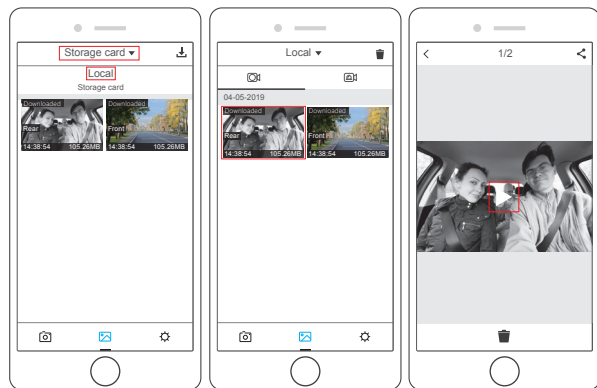 Storage card ▾
Local
Storage card
Downloaded
Rear
14:38:54 105.26MB
Downloaded
Front
14:38:54 105.26MB
Local ▾
04-05-2019
Downloaded
Rear
14:38:54 105.26MB
Downloaded
Front
14:38:54 105.26MB
1/2